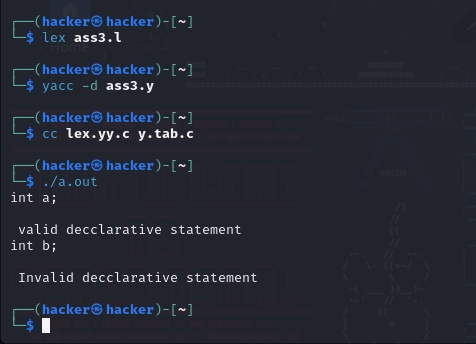 ┌──(hacker㉿hacker)-[~]
└─$ lex ass3.l
┌──(hacker㉿hacker)-[~]
└─$ yacc -d ass3.y
┌──(hacker㉿hacker)-[~]
└─$ cc lex.yy.c y.tab.c
┌──(hacker㉿hacker)-[~]
└─$ ./a.out
int a;
valid decclarative statement
int b;
Invalid decclarative statement
┌──(hacker㉿hacker)-[~]
└─$